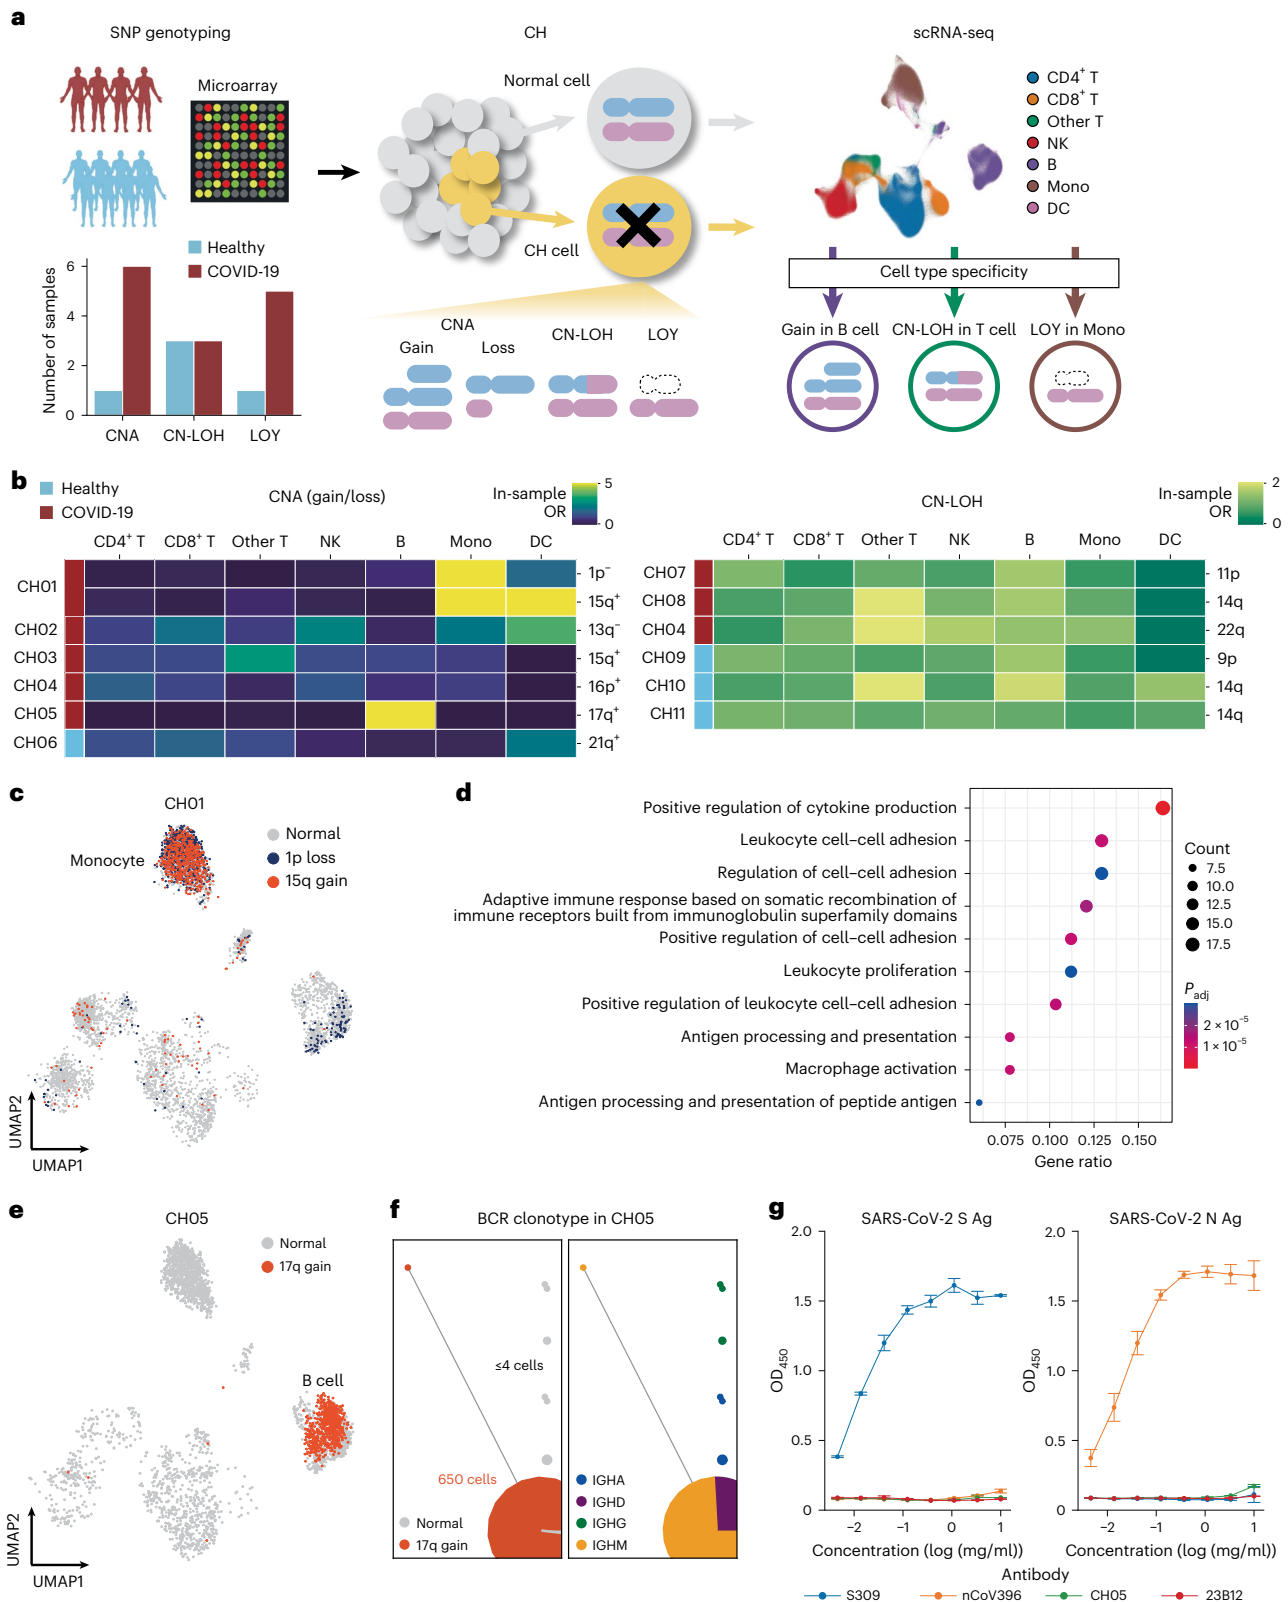 a
SNP genotyping
CH
scRNA-seq
Microarray
Normal cell
CH cell
CD4+ T
CD8+ T
Other T
NK
B
Mono
DC
Healthy
COVID-19
Number of samples
6
4
2
0
CNA
CN-LOH
LOY
CNA
Gain
Loss
CN-LOH
LOY
Cell type specificity
Gain in B cell
CN-LOH in T cell
LOY in Mono
b
Healthy
COVID-19
CNA (gain/loss)
In-sample
OR
5
0
CD4+ T
CD8+ T
Other T
NK
B
Mono
DC
CH01
CH02
CH03
CH04
CH05
CH06
1p−
15q+
13q−
15q+
16p+
17q+
21q+
CN-LOH
In-sample
OR
2
0
CD4+ T
CD8+ T
Other T
NK
B
Mono
DC
CH07
CH08
CH04
CH09
CH10
CH11
11p
14q
22q
9p
14q
14q
c
CH01
Monocyte
Normal
1p loss
15q gain
UMAP2
UMAP1
d
Positive regulation of cytokine production
Leukocyte cell–cell adhesion
Regulation of cell–cell adhesion
Adaptive immune response based on somatic recombination of
immune receptors built from immunoglobulin superfamily domains
Positive regulation of cell–cell adhesion
Leukocyte proliferation
Positive regulation of leukocyte cell–cell adhesion
Antigen processing and presentation
Macrophage activation
Antigen processing and presentation of peptide antigen
0.075
0.100
0.125
0.150
Gene ratio
Count
7.5
10.0
12.5
15.0
17.5
Padj
2 × 10−5
1 × 10−5
e
CH05
Normal
17q gain
B cell
UMAP2
UMAP1
f
BCR clonotype in CH05
≤4 cells
650 cells
Normal
17q gain
IGHA
IGHD
IGHG
IGHM
g
SARS-CoV-2 S Ag
OD450
2.0
1.5
1.0
0.5
0
−2
−1
0
1
Concentration (log (mg/ml))
SARS-CoV-2 N Ag
OD450
2.0
1.5
1.0
0.5
0
−2
−1
0
1
Concentration (log (mg/ml))
Antibody
S309
nCoV396
CH05
23B12